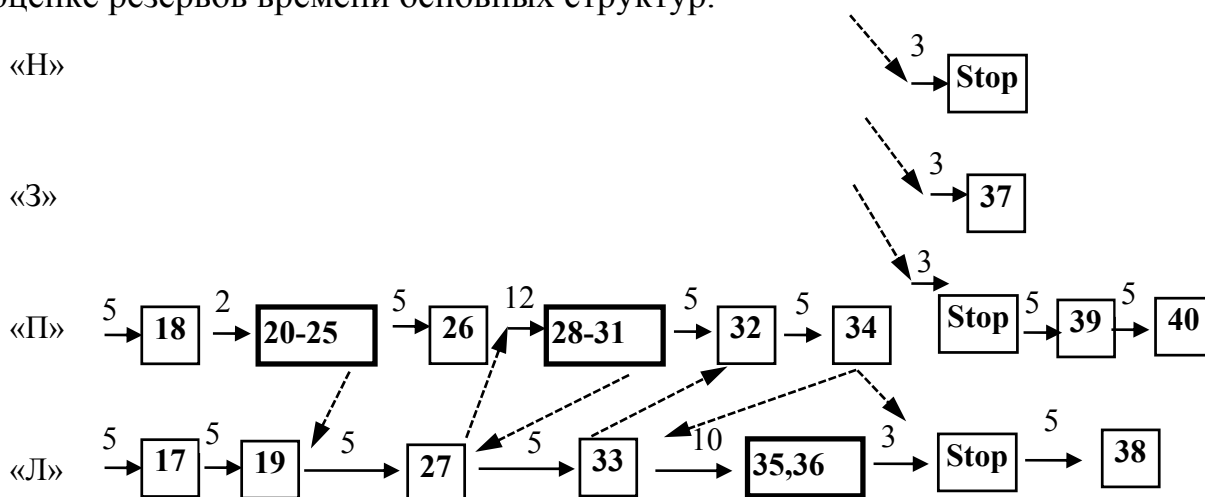 оценке резервов времени основных структур.
«Н» 3 Stop
«З» 3 37
3
«П» 5 18 2 20-25 5 26 12 28-31 5 32 5 34 Stop 5 39 5 40
«Л» 5 17 5 19 5 27 5 33 10 35,36 3 Stop 5 38